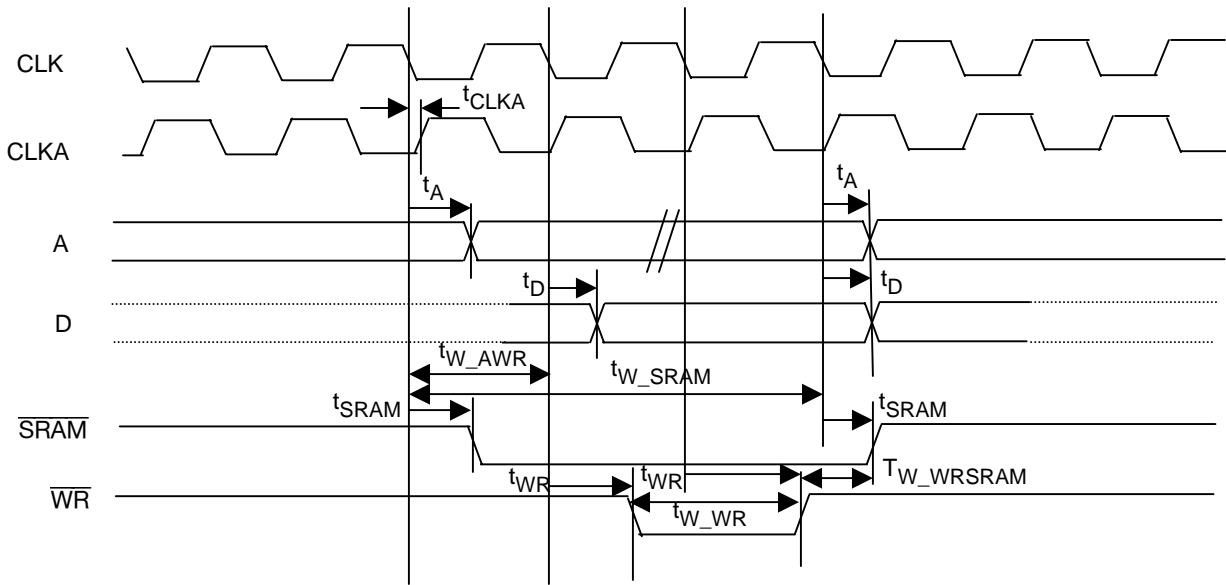 CLK
tCLKA
CLKA
tA tA
A
tD tD
D
tW_AWR tW_SRAM
tSRAM tSRAM
SRAM
tWR tWR TW_WRSRAM
WR
tW_WR